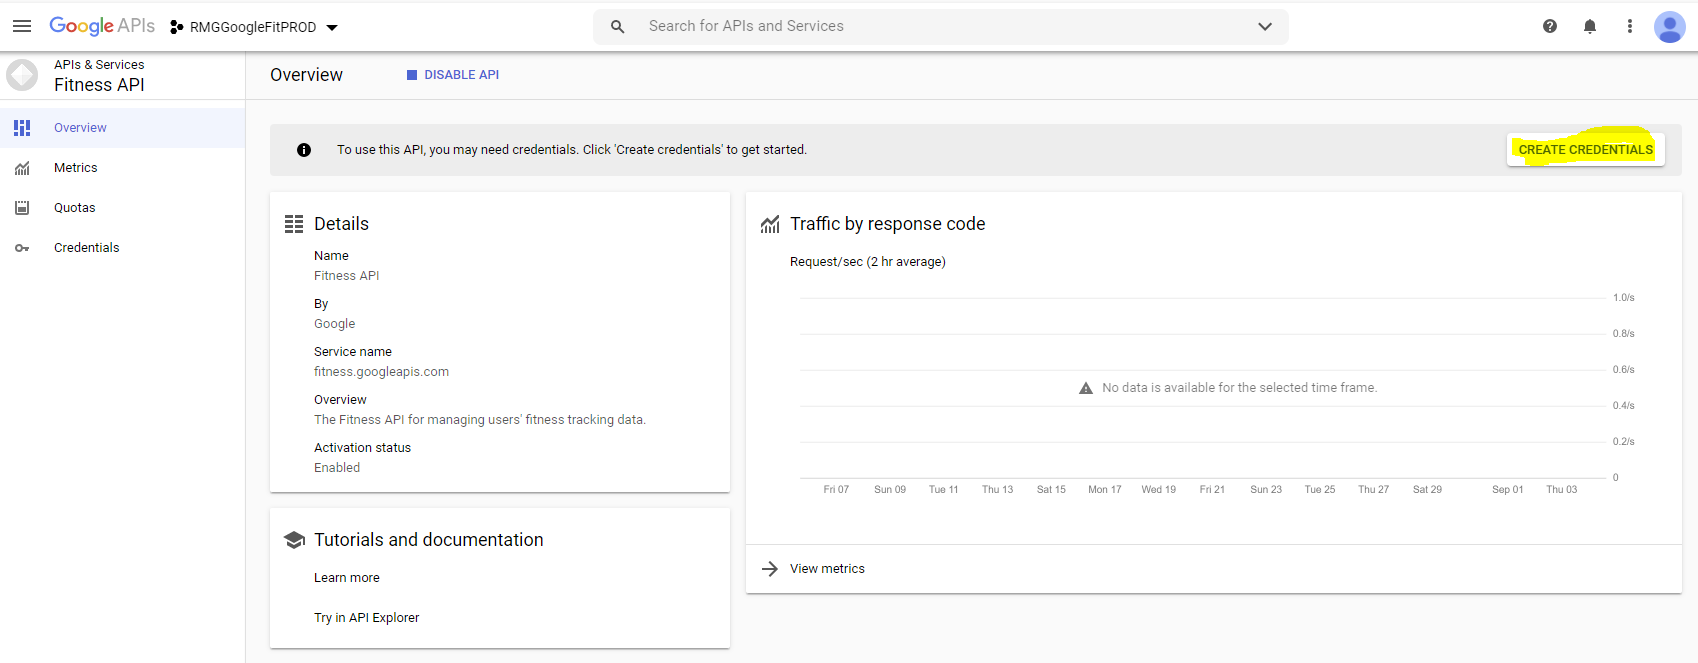 Google APIs
RMGGoogleFitPROD
Search for APIs and Services
APIs & Services
Fitness API
Overview
DISABLE API
Overview
Metrics
Quotas
Credentials
To use this API, you may need credentials. Click 'Create credentials' to get started.
CREATE CREDENTIALS
Details
Name
Fitness API
By
Google
Service name
fitness.googleapis.com
Overview
The Fitness API for managing users' fitness tracking data.
Activation status
Enabled
Tutorials and documentation
Learn more
Try in API Explorer
Traffic by response code
Request/sec (2 hr average)
1.0/s
0.8/s
0.6/s
No data is available for the selected time frame.
0.4/s
0.2/s
0
Fri 07 Sun 09 Tue 11 Thu 13 Sat 15 Mon 17 Wed 19 Fri 21 Sun 23 Tue 25 Thu 27 Sat 29 Sep 01 Thu 03
View metrics